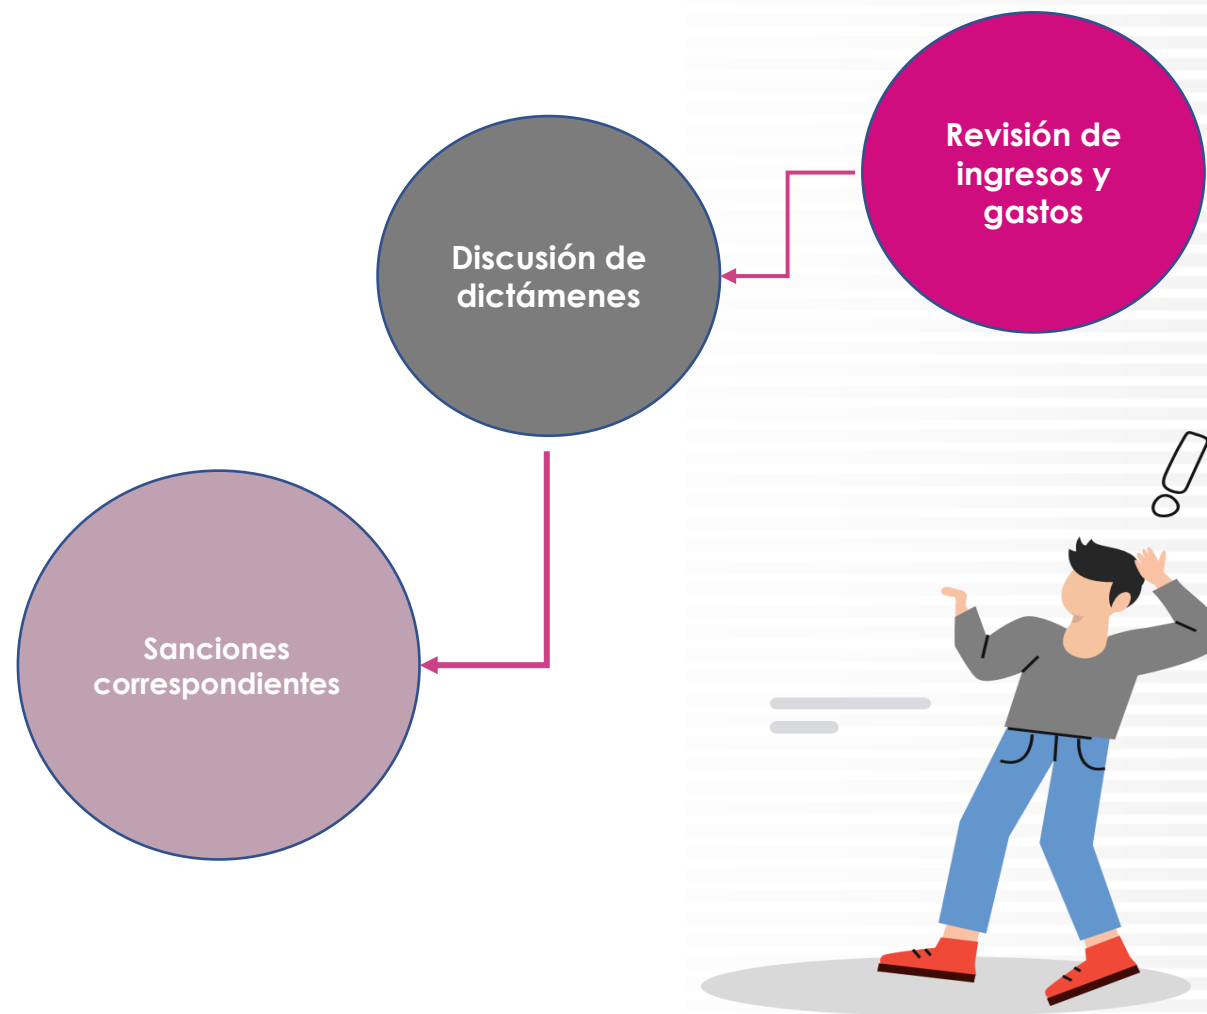 Revisión de
ingresos y
gastos
Discusión de
dictámenes
Sanciones
correspondientes